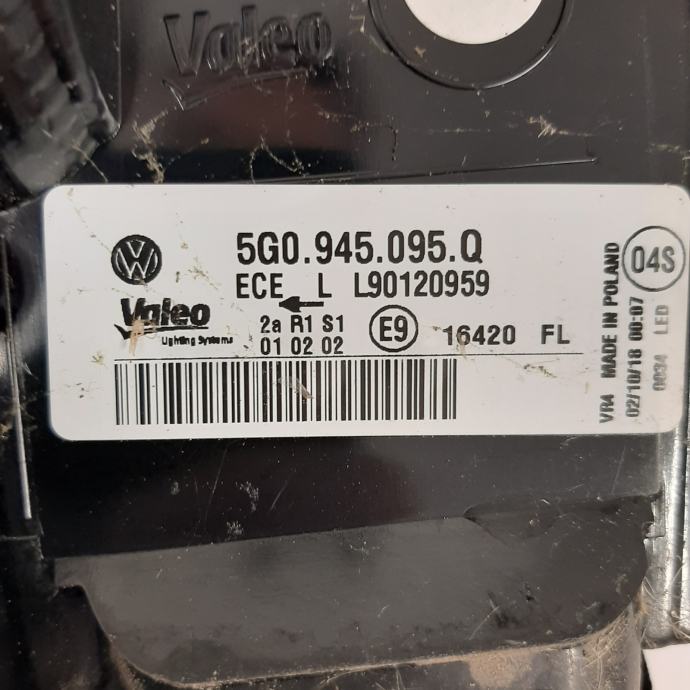 Valeo
5G0.945.095.Q
ECE L L90120959
Valeo
Lighting Systems
2a R1 S1
01 02 02
E9
16420 FL
04S
VR4 MADE IN POLAND
02/10/18 00:07
0034 LED